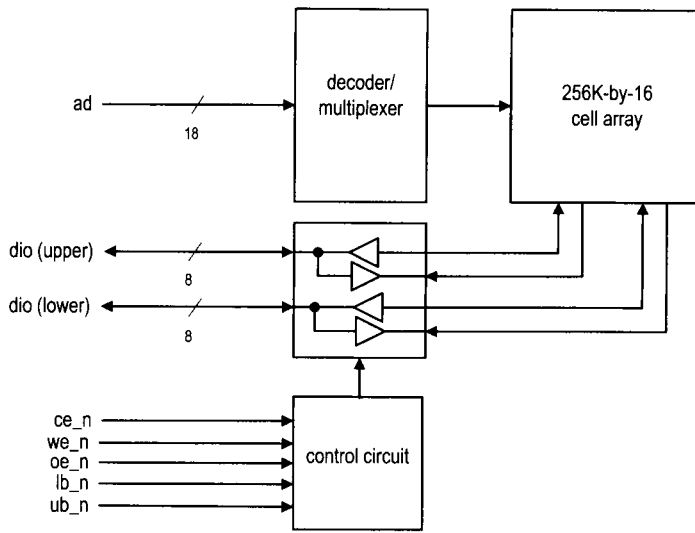 ad
18
decoder/
multiplexer
256K-by-16
cell array
dio (upper)
8
dio (lower)
8
ce_n
we_n
oe_n
lb_n
ub_n
control circuit